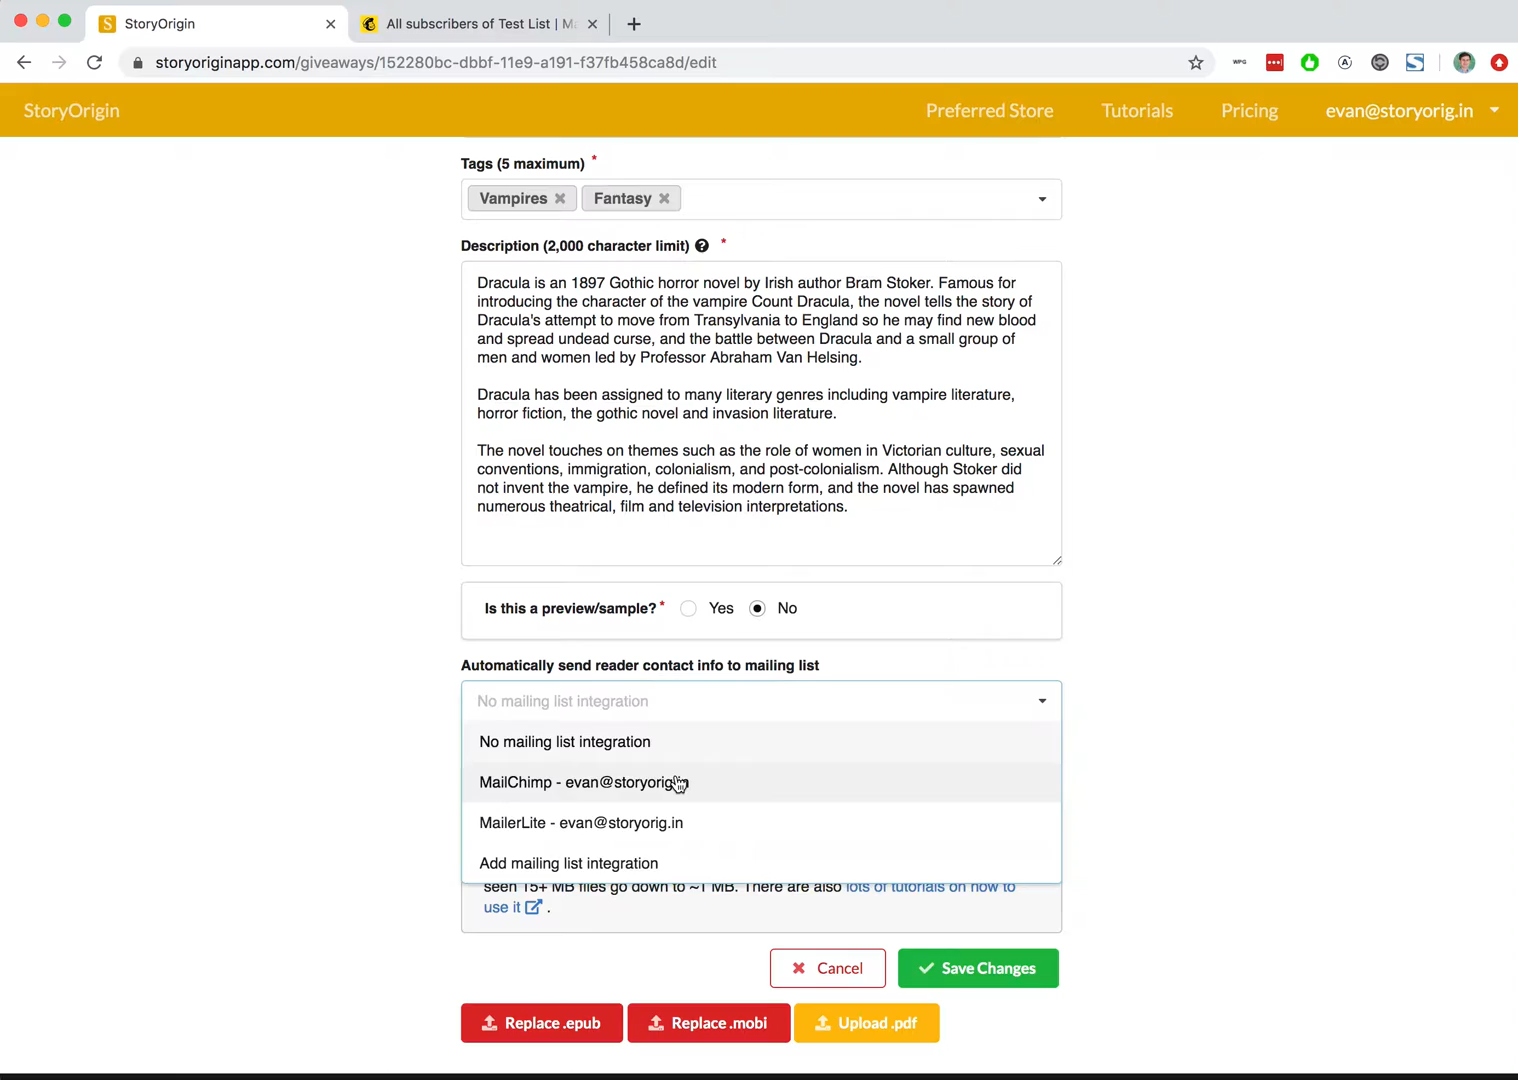 StoryOrigin
All subscribers of Test List | Ma
storyoriginapp.com/giveaways/152280bc-dbbf-11e9-a191-f37fb458ca8d/edit
WPG
A
S
StoryOrigin
Preferred Store
Tutorials
Pricing
evan@storyorig.in
Tags (5 maximum) *
Vampires
Fantasy
Description (2,000 character limit) ? *
Dracula is an 1897 Gothic horror novel by Irish author Bram Stoker. Famous for
introducing the character of the vampire Count Dracula, the novel tells the story of
Dracula's attempt to move from Transylvania to England so he may find new blood
and spread undead curse, and the battle between Dracula and a small group of
men and women led by Professor Abraham Van Helsing.
Dracula has been assigned to many literary genres including vampire literature,
horror fiction, the gothic novel and invasion literature.
The novel touches on themes such as the role of women in Victorian culture, sexual
conventions, immigration, colonialism, and post-colonialism. Although Stoker did
not invent the vampire, he defined its modern form, and the novel has spawned
numerous theatrical, film and television interpretations.
Is this a preview/sample? * Yes No
Automatically send reader contact info to mailing list
No mailing list integration
No mailing list integration
MailChimp - evan@storyorig.in
MailerLite - evan@storyorig.in
Add mailing list integration
seen 15+ MB files go down to ~1 MB. There are also lots of tutorials on how to
use it .
Cancel
Save Changes
Replace .epub
Replace .mobi
Upload .pdf